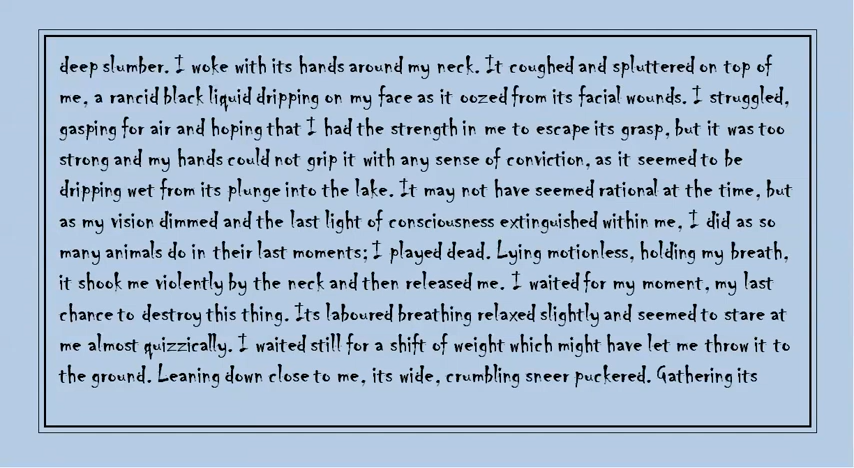 deep slumber. I woke with its hands around my neck. It coughed and spluttered on top of
me, a rancid black liquid dripping on my face as it oozed from its facial wounds. I struggled,
gasping for air and hoping that I had the strength in me to escape its grasp, but it was too
strong and my hands could not grip it with any sense of conviction, as it seemed to be
dripping wet from its plunge into the lake. It may not have seemed rational at the time, but
as my vision dimmed and the last light of consciousness extinguished within me, I did as so
many animals do in their last moments; I played dead. Lying motionless, holding my breath,
it shook me violently by the neck and then released me. I waited for my moment, my last
chance to destroy this thing. Its laboured breathing relaxed slightly and seemed to stare at
me almost quizzically. I waited still for a shift of weight which might have let me throw it to
the ground. Leaning down close to me, its wide, crumbling sneer puckered. Gathering its